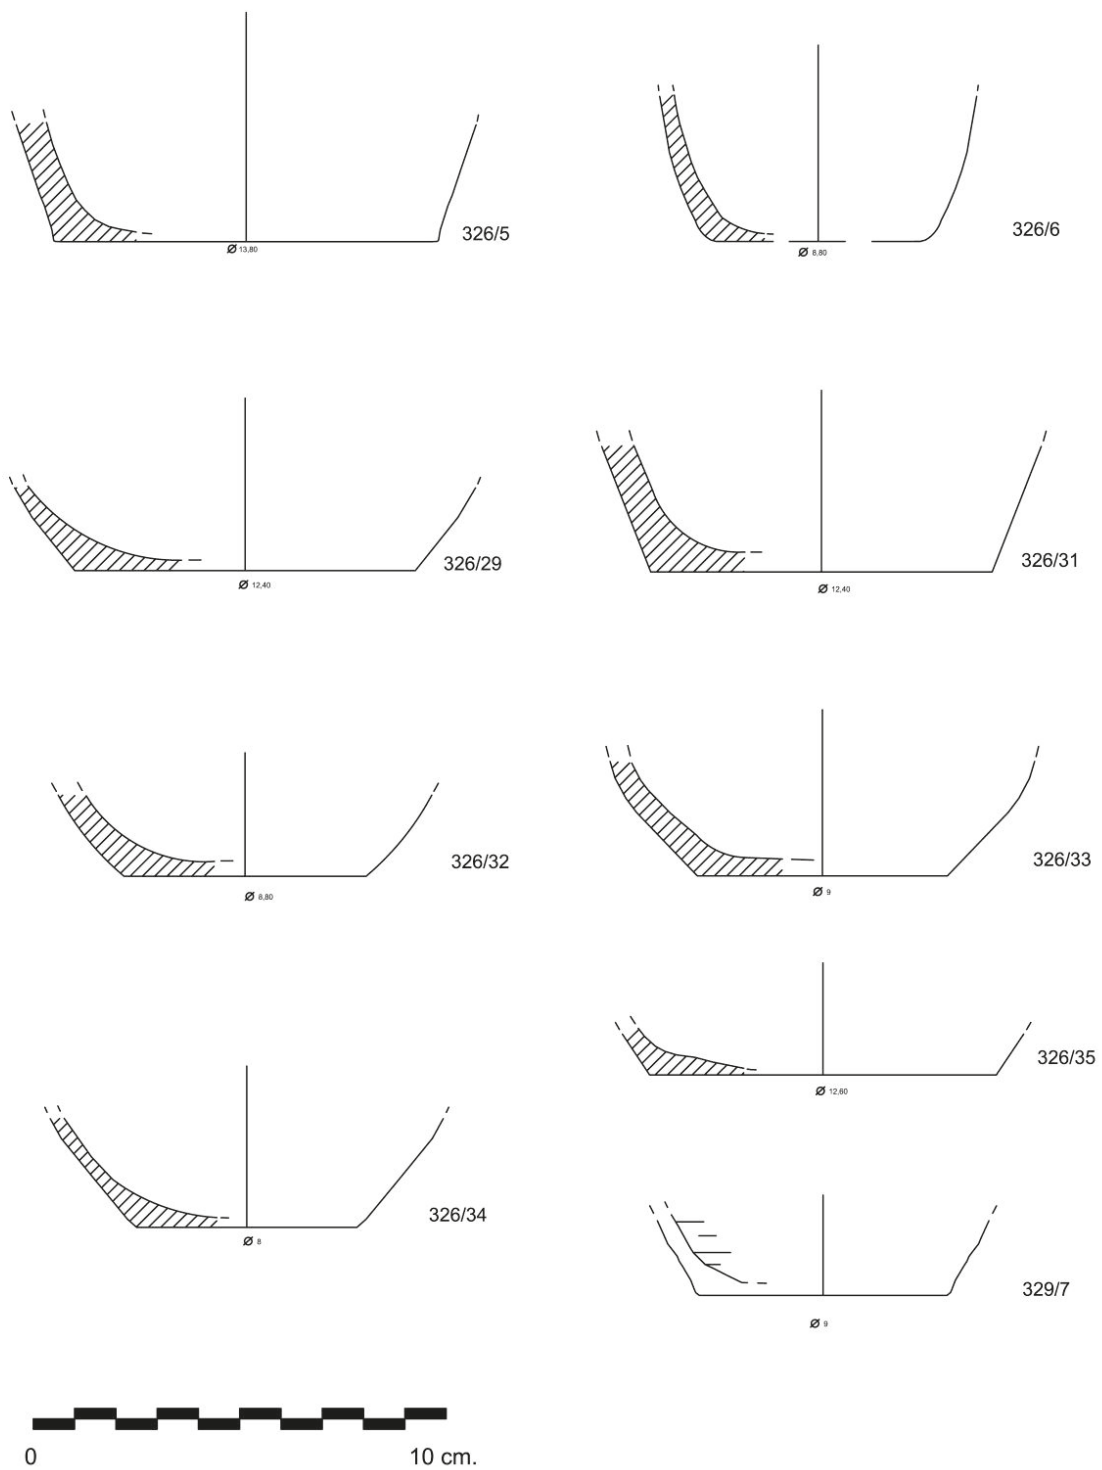 326/5
Ø 13,80
326/6
Ø 8,80
326/29
Ø 12,40
326/31
Ø 12,40
326/32
Ø 8,80
326/33
Ø 9
326/35
Ø 12,60
326/34
Ø 8
329/7
Ø 9
0 10 cm.